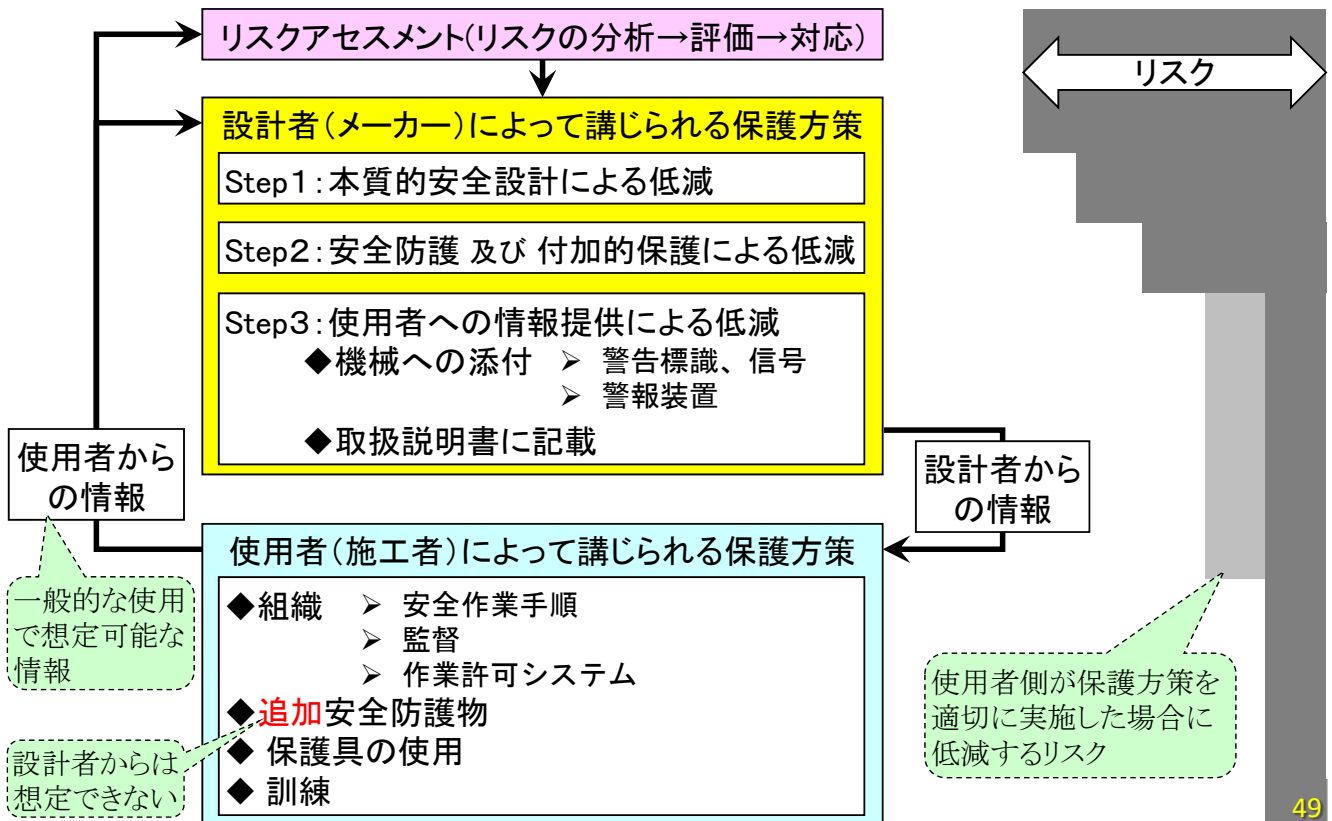 リスクアセスメント(リスクの分析→評価→対応)
リスク
設計者(メーカー)によって講じられる保護方策
Step1:本質的安全設計による低減
Step2:安全防護 及び 付加的保護による低減
Step3:使用者への情報提供による低減
◆機械への添付 ➢ 警告標識、信号
➢ 警報装置
◆取扱説明書に記載
使用者から
の情報
設計者から
の情報
使用者(施工者)によって講じられる保護方策
◆組織 ➢ 安全作業手順
➢ 監督
➢ 作業許可システム
◆追加安全防護物
◆ 保護具の使用
◆ 訓練
一般的な使用
で想定可能な
情報
設計者からは
想定できない
使用者側が保護方策を
適切に実施した場合に
低減するリスク
49